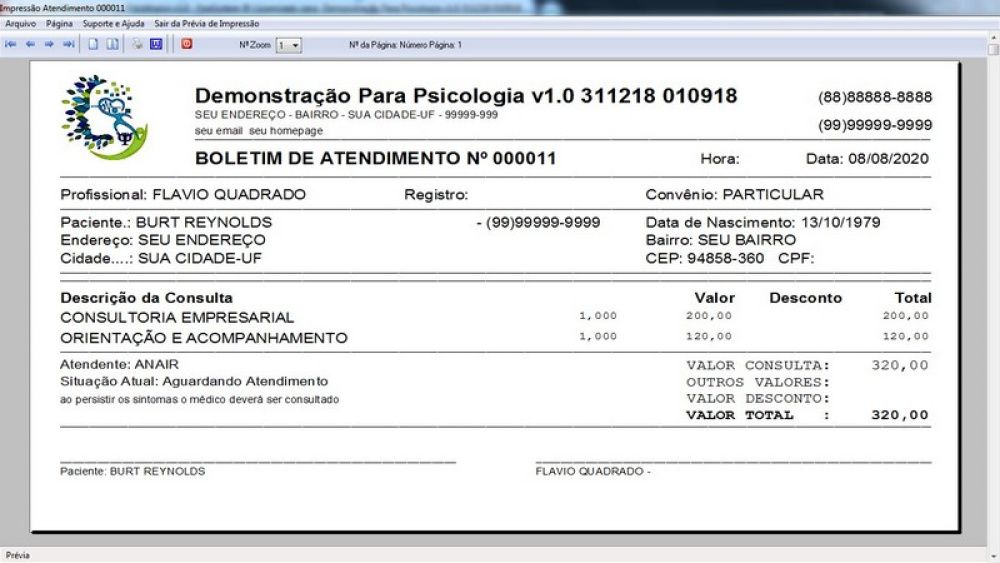 Impressão Atendimento 000011
Arquivo Página Suporte e Ajuda Sair da Prévia de Impressão
Nº Zoom 1 Nº da Página: Número Página: 1
Demonstração Para Psicologia v1.0 311218 010918 (88)88888-8888
SEU ENDEREÇO - BAIRRO - SUA CIDADE-UF - 99999-999
seu email seu homepage (99)99999-9999
BOLETIM DE ATENDIMENTO Nº 000011 Hora: Data: 08/08/2020
Profissional: FLAVIO QUADRADO Registro: Convênio: PARTICULAR
Paciente.: BURT REYNOLDS - (99)99999-9999 Data de Nascimento: 13/10/1979
Endereço: SEU ENDEREÇO Bairro: SEU BAIRRO
Cidade....: SUA CIDADE-UF CEP: 94858-360 CPF:
Descrição da Consulta Valor Desconto Total
CONSULTORIA EMPRESARIAL 1,000 200,00 200,00
ORIENTAÇÃO E ACOMPANHAMENTO 1,000 120,00 120,00
Atendente: ANAIR VALOR CONSULTA: 320,00
Situação Atual: Aguardando Atendimento OUTROS VALORES:
ao persistir os sintomas o médico deverá ser consultado VALOR DESCONTO:
VALOR TOTAL : 320,00
Paciente: BURT REYNOLDS FLAVIO QUADRADO -
Prévia